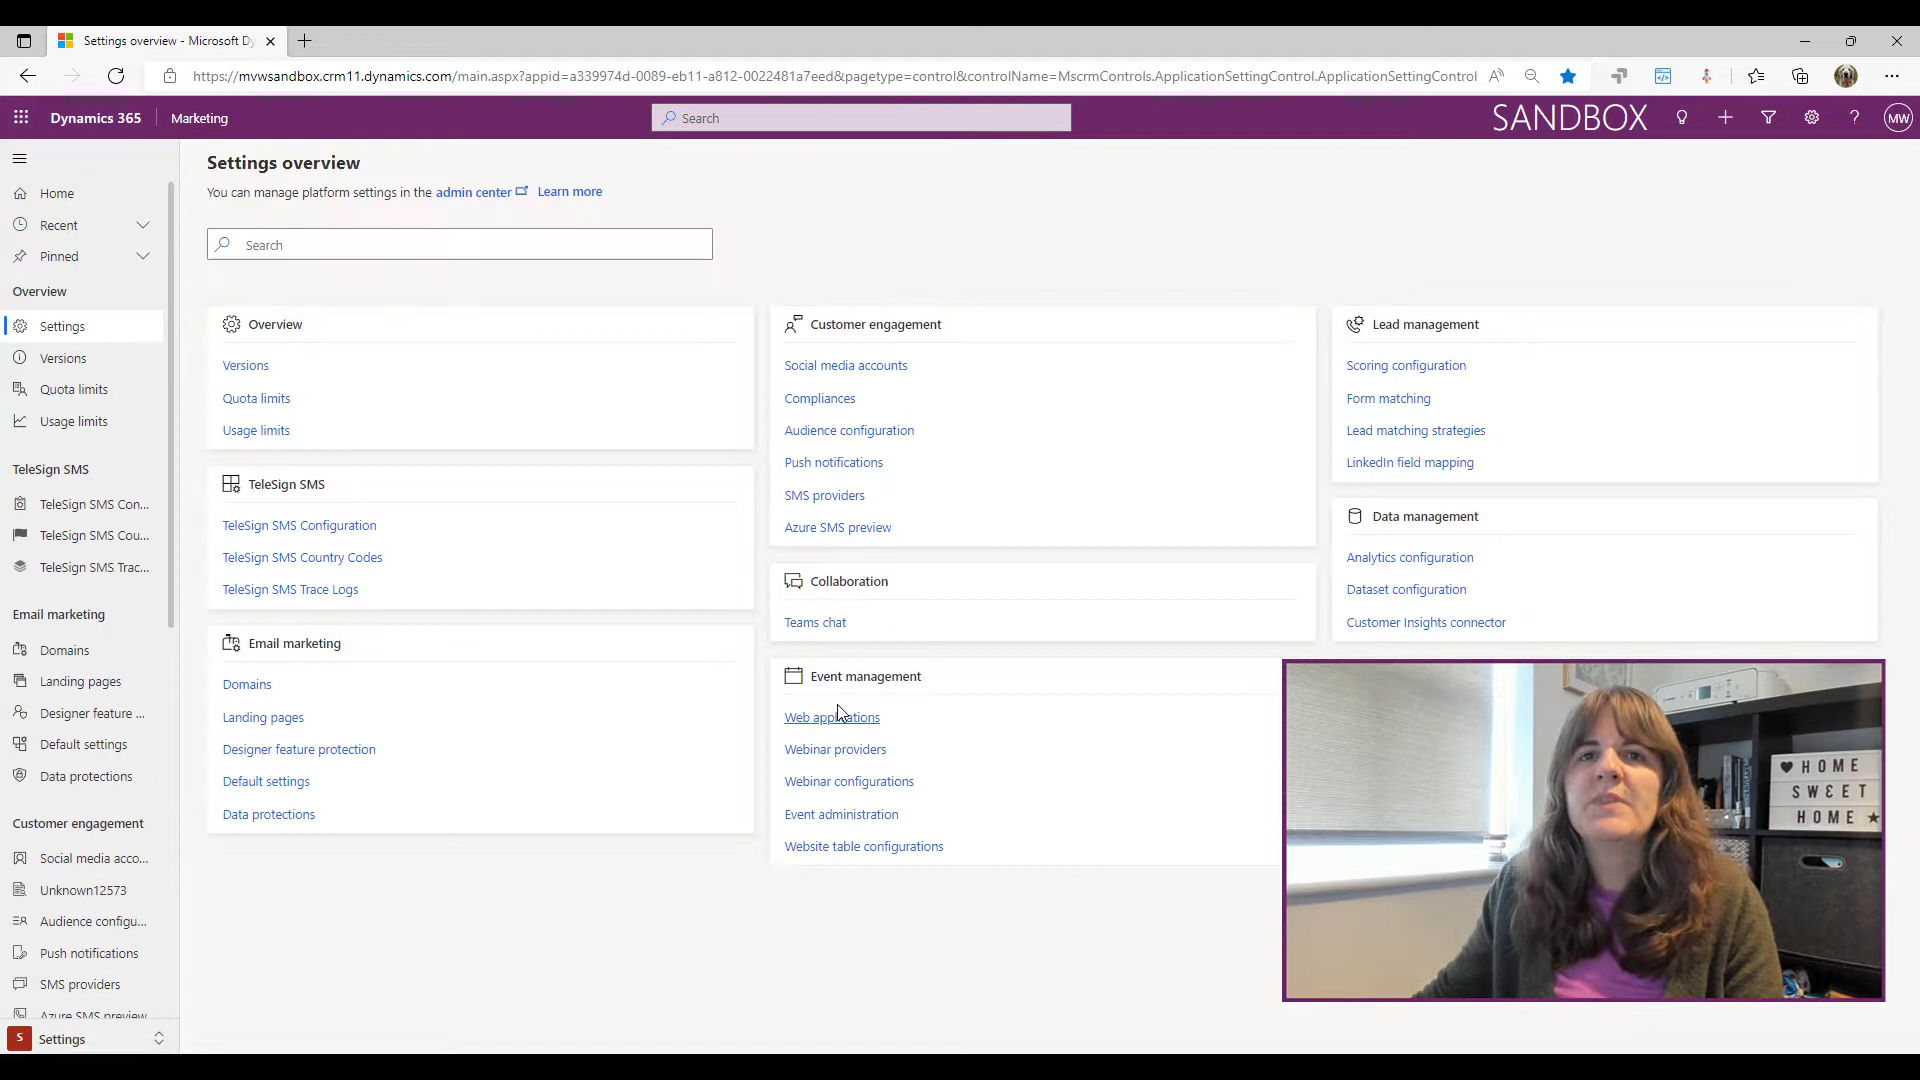 Settings overview - Microsoft Dy
https://mvwsandbox.crm11.dynamics.com/main.aspx?appid=a339974d-0089-eb11-a812-0022481a7eed&pagetype=control&controlName=MscrmControls.ApplicationSettingControl.ApplicationSettingControl
Dynamics 365
Marketing
Search
SANDBOX
MW
Home
Recent
Pinned
Overview
Settings
Versions
Quota limits
Usage limits
TeleSign SMS
TeleSign SMS Con...
TeleSign SMS Cou...
TeleSign SMS Trac...
Email marketing
Domains
Landing pages
Designer feature ...
Default settings
Data protections
Customer engagement
Social media acco...
Unknown12573
Audience configu...
Push notifications
SMS providers
Azure SMS preview
S
Settings
Settings overview
You can manage platform settings in the admin center Learn more
Search
Overview
Versions
Quota limits
Usage limits
TeleSign SMS
TeleSign SMS Configuration
TeleSign SMS Country Codes
TeleSign SMS Trace Logs
Email marketing
Domains
Landing pages
Designer feature protection
Default settings
Data protections
Customer engagement
Social media accounts
Compliances
Audience configuration
Push notifications
SMS providers
Azure SMS preview
Collaboration
Teams chat
Event management
Web applications
Webinar providers
Webinar configurations
Event administration
Website table configurations
Lead management
Scoring configuration
Form matching
Lead matching strategies
LinkedIn field mapping
Data management
Analytics configuration
Dataset configuration
Customer Insights connector
♥ HOME
SWEET
HOME ★